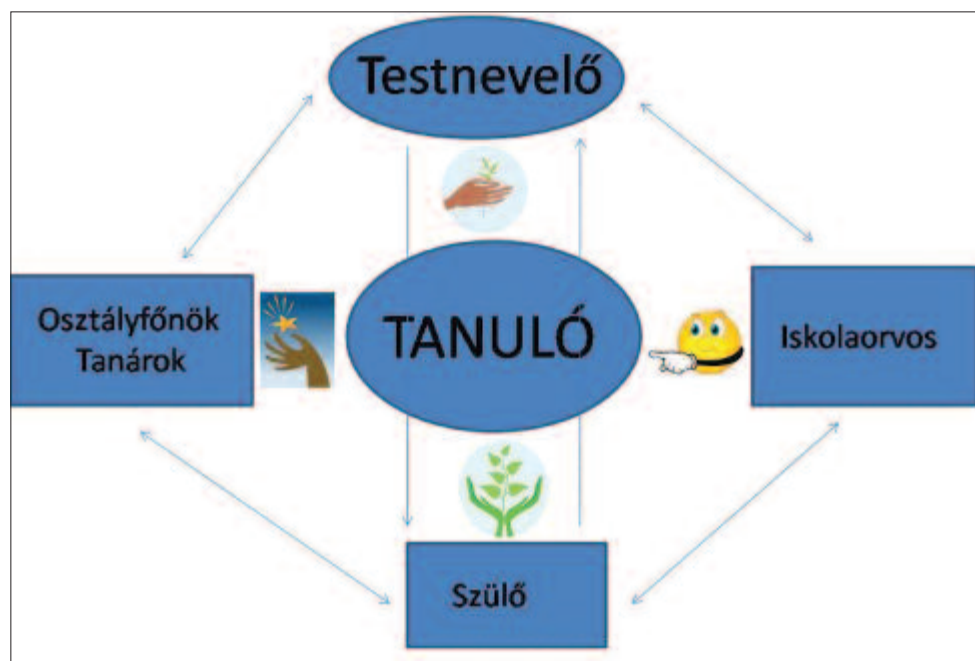 Testnevelő
Osztályfőnök
Tanárok
TANULÓ
Iskolaorvos
Szülő